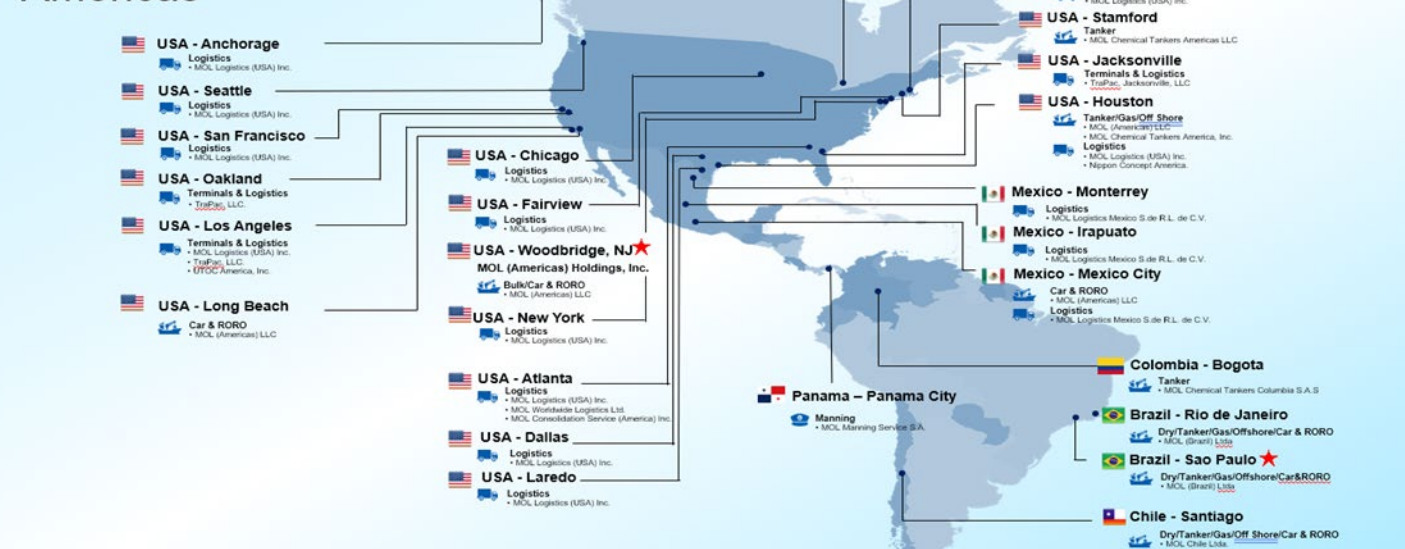 Americas
USA - Anchorage
Logistics
• MOL Logistics (USA) Inc.
USA - Seattle
Logistics
• MOL Logistics (USA) Inc.
USA - San Francisco
Logistics
• MOL Logistics (USA) Inc.
USA - Oakland
Terminals & Logistics
• TraPac, LLC.
USA - Los Angeles
Terminals & Logistics
• MOL Logistics (USA) Inc.
• TraPac, LLC.
• UTOC America, Inc.
USA - Long Beach
Car & RORO
• MOL (Americas) LLC
USA - Chicago
Logistics
• MOL Logistics (USA) Inc.
USA - Fairview
Logistics
• MOL Logistics (USA) Inc.
USA - Woodbridge, NJ
MOL (Americas) Holdings, Inc.
Bulk/Car & RORO
• MOL (Americas) LLC
USA - New York
Logistics
• MOL Logistics (USA) Inc.
USA - Atlanta
Logistics
• MOL Logistics (USA) Inc.
• MOL Worldwide Logistics Ltd.
• MOL Consolidation Service (America) Inc.
USA - Dallas
Logistics
• MOL Logistics (USA) Inc.
USA - Laredo
Logistics
• MOL Logistics (USA) Inc.
Panama – Panama City
Manning
• MOL Manning Service S.A.
• MOL Logistics (USA) Inc.
USA - Stamford
Tanker
• MOL Chemical Tankers Americas LLC
USA - Jacksonville
Terminals & Logistics
• TraPac, Jacksonville, LLC
USA - Houston
Tanker/Gas/Off Shore
• MOL (Americas) LLC
• MOL Chemical Tankers America, Inc.
Logistics
• MOL Logistics (USA) Inc.
• Nippon Concept America.
Mexico - Monterrey
Logistics
• MOL Logistics Mexico S.de R.L. de C.V.
Mexico - Irapuato
Logistics
• MOL Logistics Mexico S.de R.L. de C.V.
Mexico - Mexico City
Car & RORO
• MOL (Americas) LLC
Logistics
• MOL Logistics Mexico S.de R.L. de C.V.
Colombia - Bogota
Tanker
• MOL Chemical Tankers Columbia S.A.S
Brazil - Rio de Janeiro
Dry/Tanker/Gas/Offshore/Car & RORO
• MOL (Brazil) Ltda
Brazil - Sao Paulo
Dry/Tanker/Gas/Offshore/Car&RORO
• MOL (Brazil) Ltda
Chile - Santiago
Dry/Tanker/Gas/Off Shore/Car & RORO
• MOL Chile Ltda.